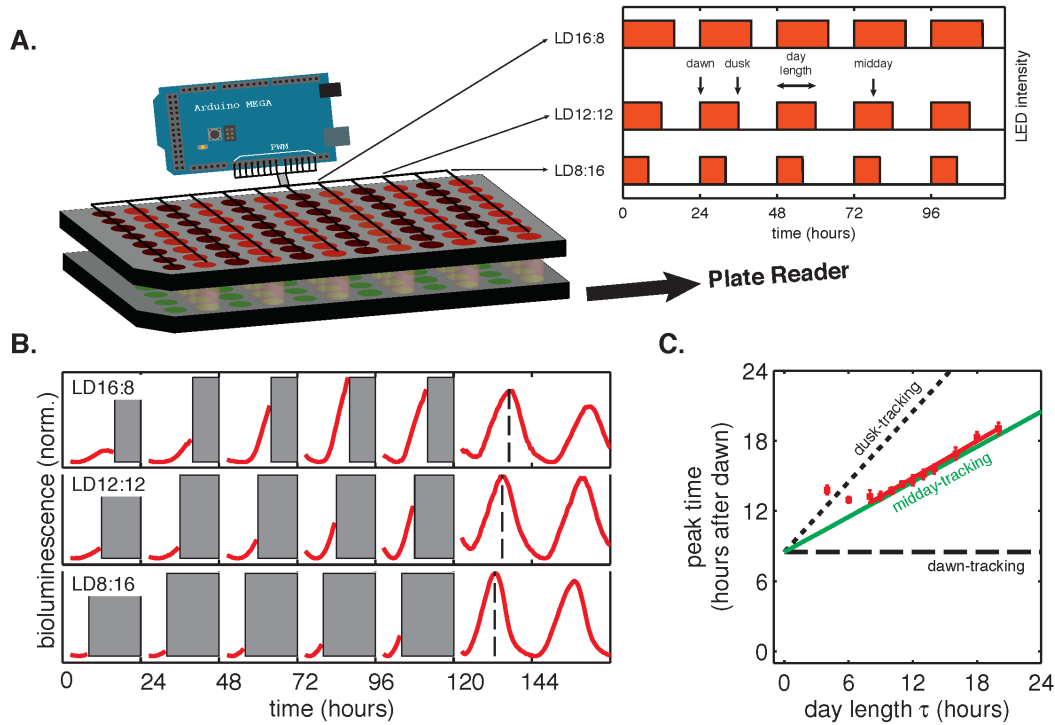 A.
Arduino MEGA
PWM
LD16:8
LD12:12
LD8:16
dawn
dusk
day
length
midday
LED intensity
0
24
48
72
96
time (hours)
Plate Reader
B.
bioluminescence (norm.)
LD16:8
LD12:12
LD8:16
0
24
48
72
96
120
144
time (hours)
C.
peak time
(hours after dawn)
24
18
12
6
0
dusk-tracking
midday-tracking
dawn-tracking
0
6
12
18
24
day length τ (hours)